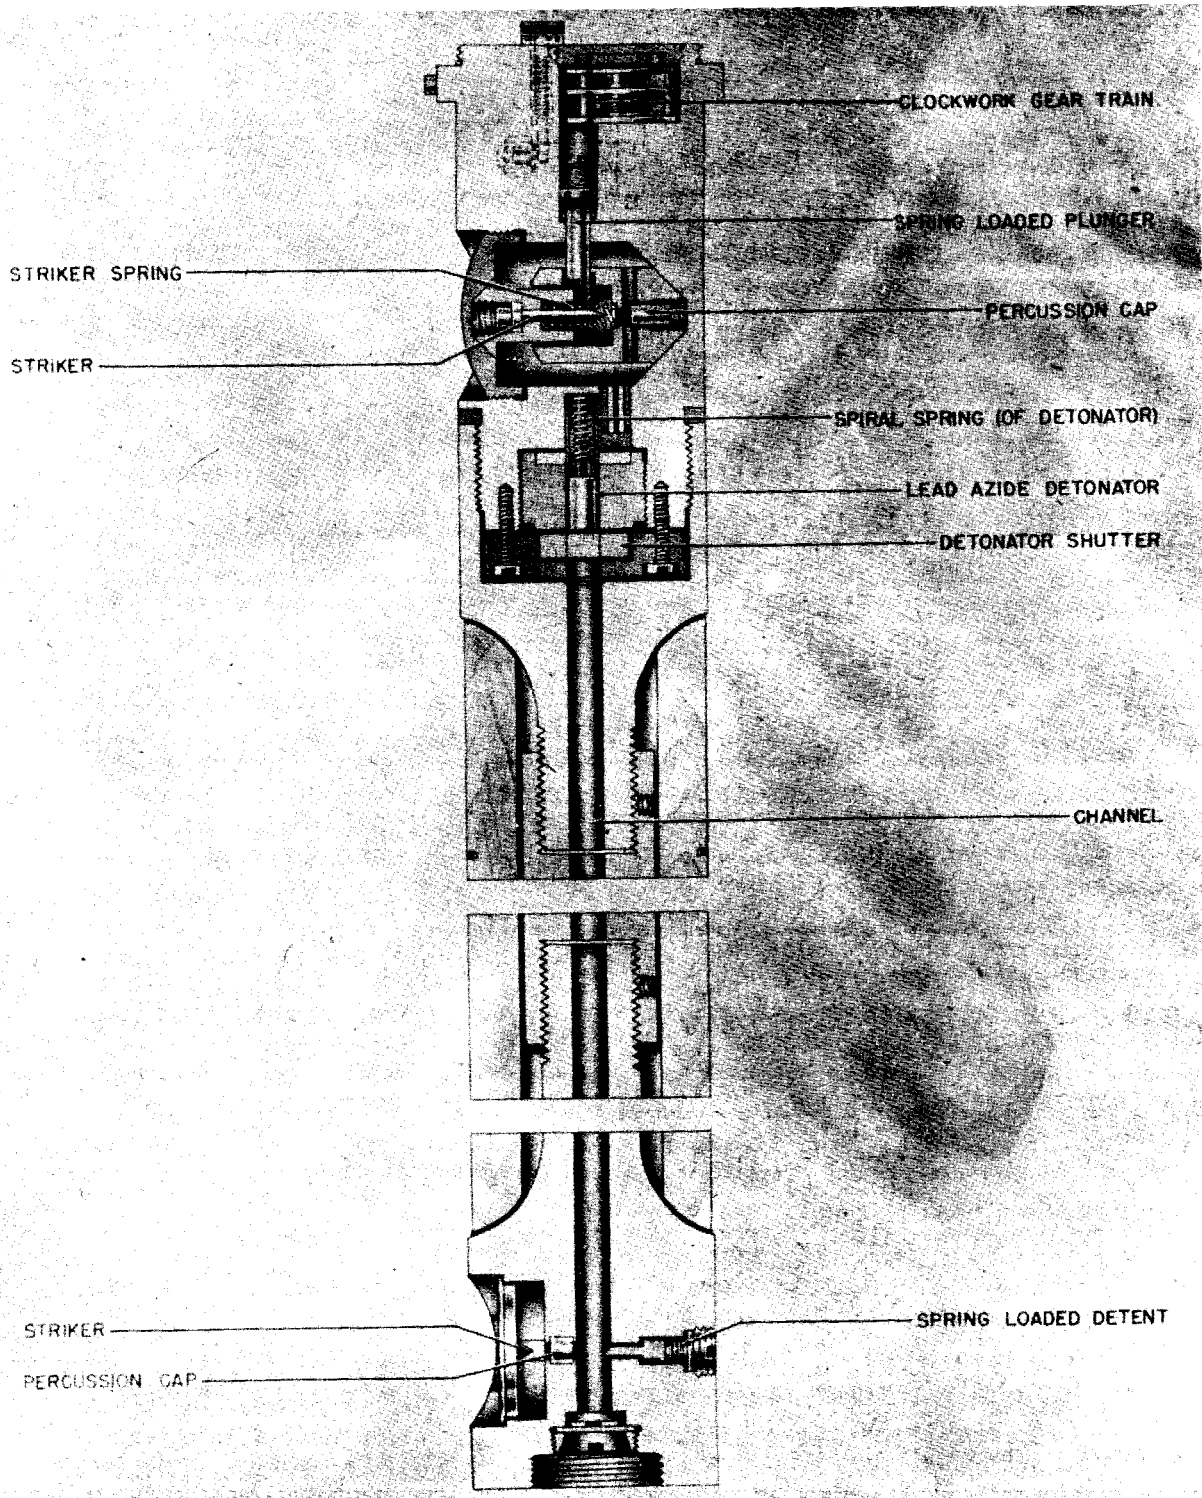 CLOCKWORK GEAR TRAIN
SPRING LOADED PLUNGER
STRIKER SPRING
PERCUSSION CAP
STRIKER
SPIRAL SPRING (OF DETONATOR)
LEAD AZIDE DETONATOR
DETONATOR SHUTTER
CHANNEL
STRIKER
SPRING LOADED DETENT
PERCUSSION CAP